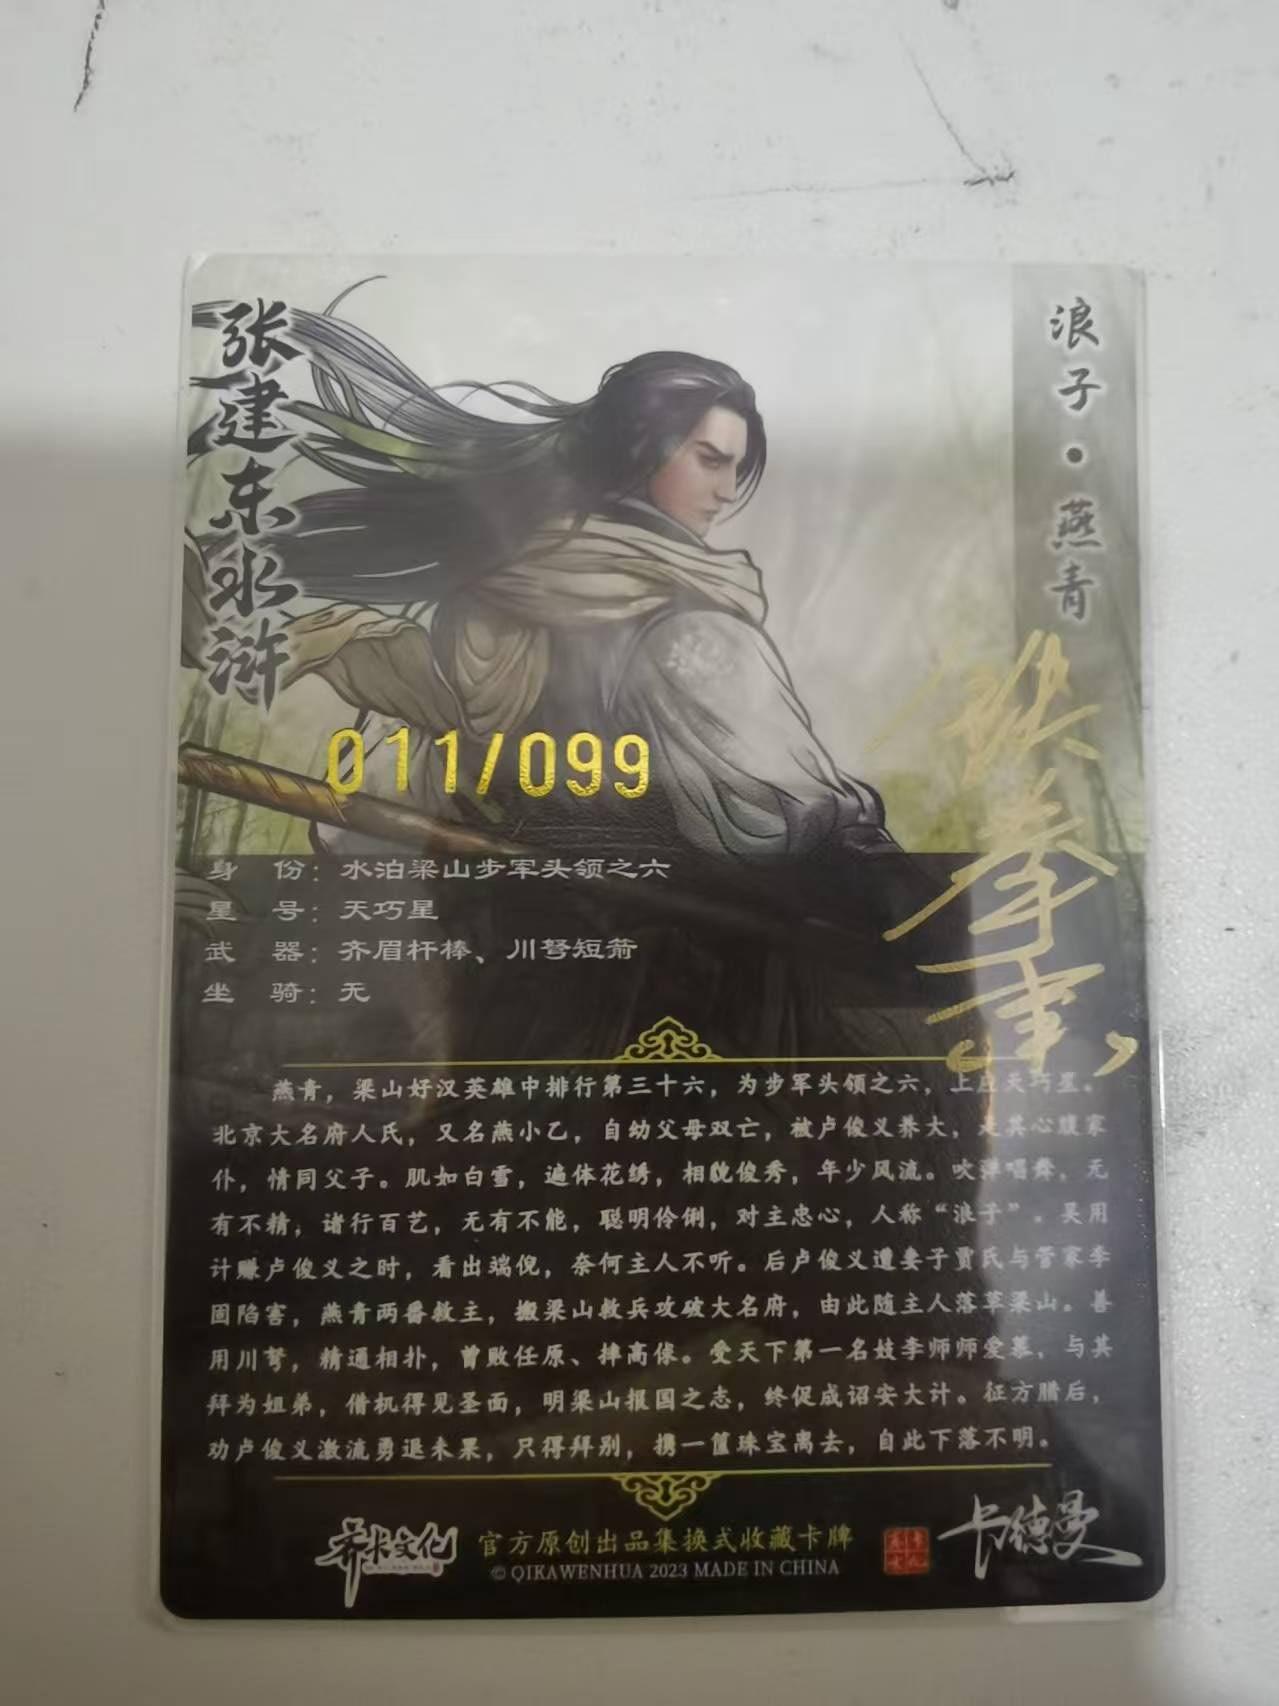 张建东水浒
浪子·燕青
011/099
身 份：水泊梁山步军头领之六
星 号：天巧星
武 器：齐眉杆棒、川弩短箭
坐 骑：无
燕青，梁山好汉英雄中排行第三十六，为步军头领之六，上应天巧星。
北京大名府人氏，又名燕小乙，自幼父母双亡，被卢俊义养大，是其心腹家
仆，情同父子。肌如白雪，遍体花绣，相貌俊秀，年少风流。吹弹唱舞，无
有不精，诸行百艺，无有不能，聪明伶俐，对主忠心，人称“浪子”。吴用
计赚卢俊义之时，看出端倪，奈何主人不听。后卢俊义遭妻子贾氏与管家李
固陷害，燕青两番救主，搬梁山救兵攻破大名府，由此随主人落草梁山。善
用川弩，精通相扑，曾败任原、摔高俅。受天下第一名妓李师师爱慕，与其
拜为姐弟，借机得见圣面，明梁山报国之志，终促成诏安大计。征方腊后，
劝卢俊义激流勇退未果，只得拜别，携一筐珠宝离去，自此下落不明。
齐卡文化
官方原创出品集换式收藏卡牌
© QIKAWENHUA 2023 MADE IN CHINA
卡德曼